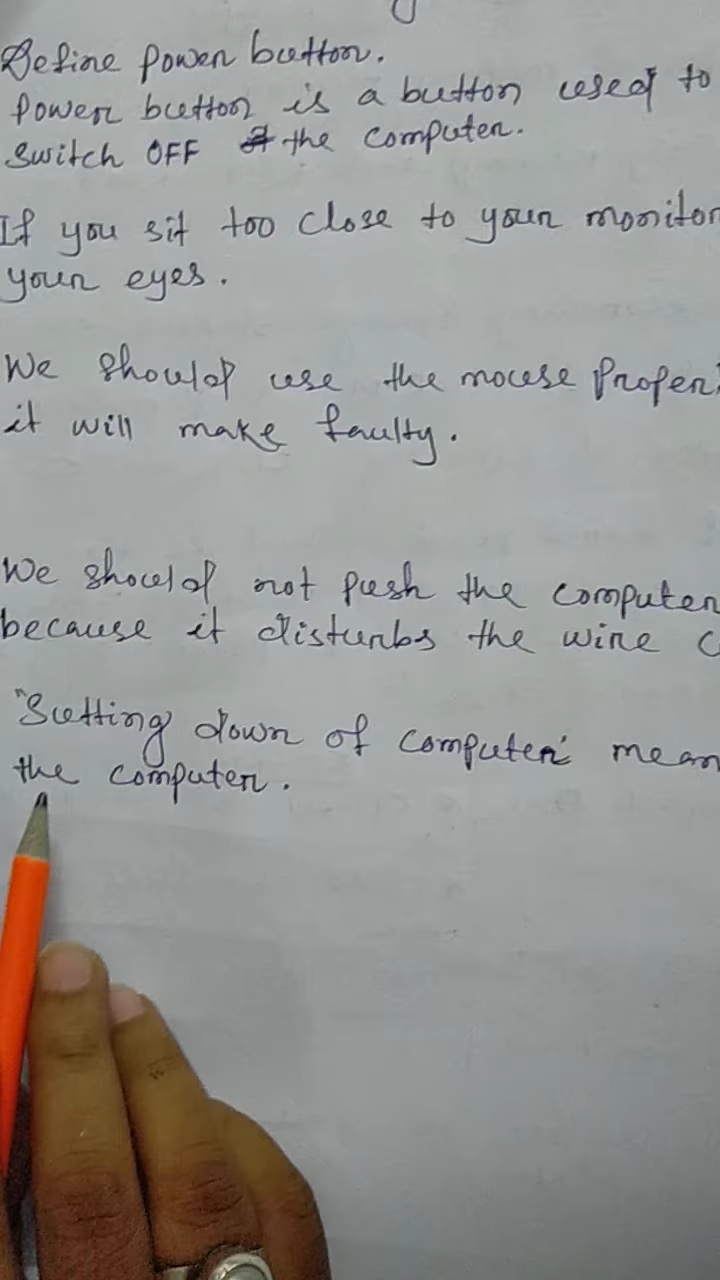 Define power button.
Power button is a button used to
switch OFF the computer.
If you sit too close to your monitor
your eyes.
We should use the mouse Proper
it will make faulty.
We should not push the computer
because it disturbs the wire c
"Sutting down of computer" mean
the computer.